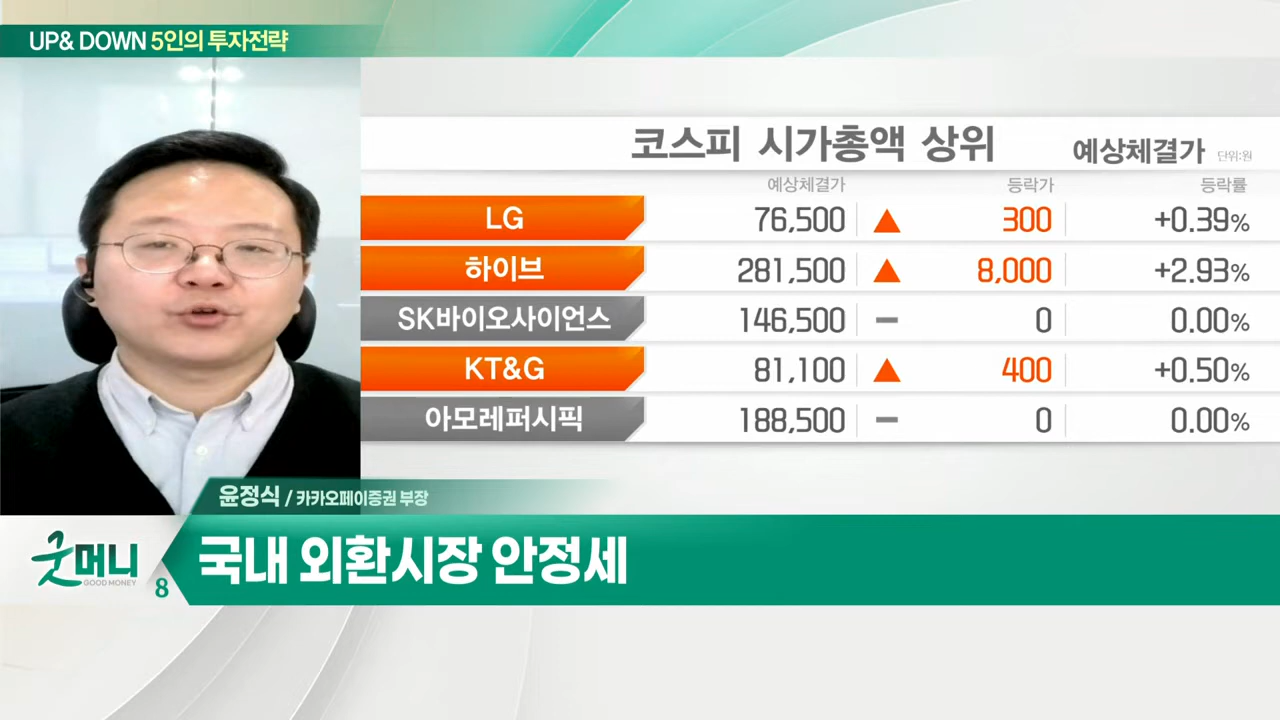 UP& DOWN 5인의 투자전략
코스피 시가총액 상위 예상체결가 단위:원
예상체결가 등락가 등락률
LG 76,500 ▲ 300 +0.39%
하이브 281,500 ▲ 8,000 +2.93%
SK바이오사이언스 146,500 − 0 0.00%
KT&G 81,100 ▲ 400 +0.50%
아모레퍼시픽 188,500 − 0 0.00%
윤정식 / 카카오페이증권 부장
굿머니 GOOD MONEY 8
국내 외환시장 안정세